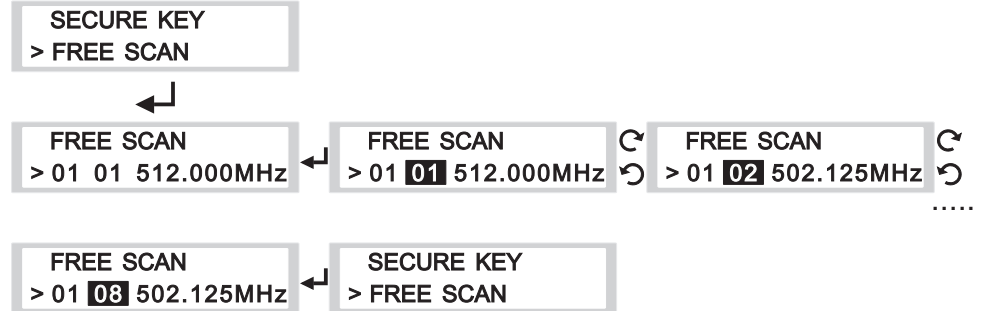 SECURE KEY
> FREE SCAN
FREE SCAN
> 01 01 512.000MHz
FREE SCAN
> 01 01 512.000MHz
FREE SCAN
> 01 02 502.125MHz
.....
FREE SCAN
> 01 08 502.125MHz
SECURE KEY
> FREE SCAN